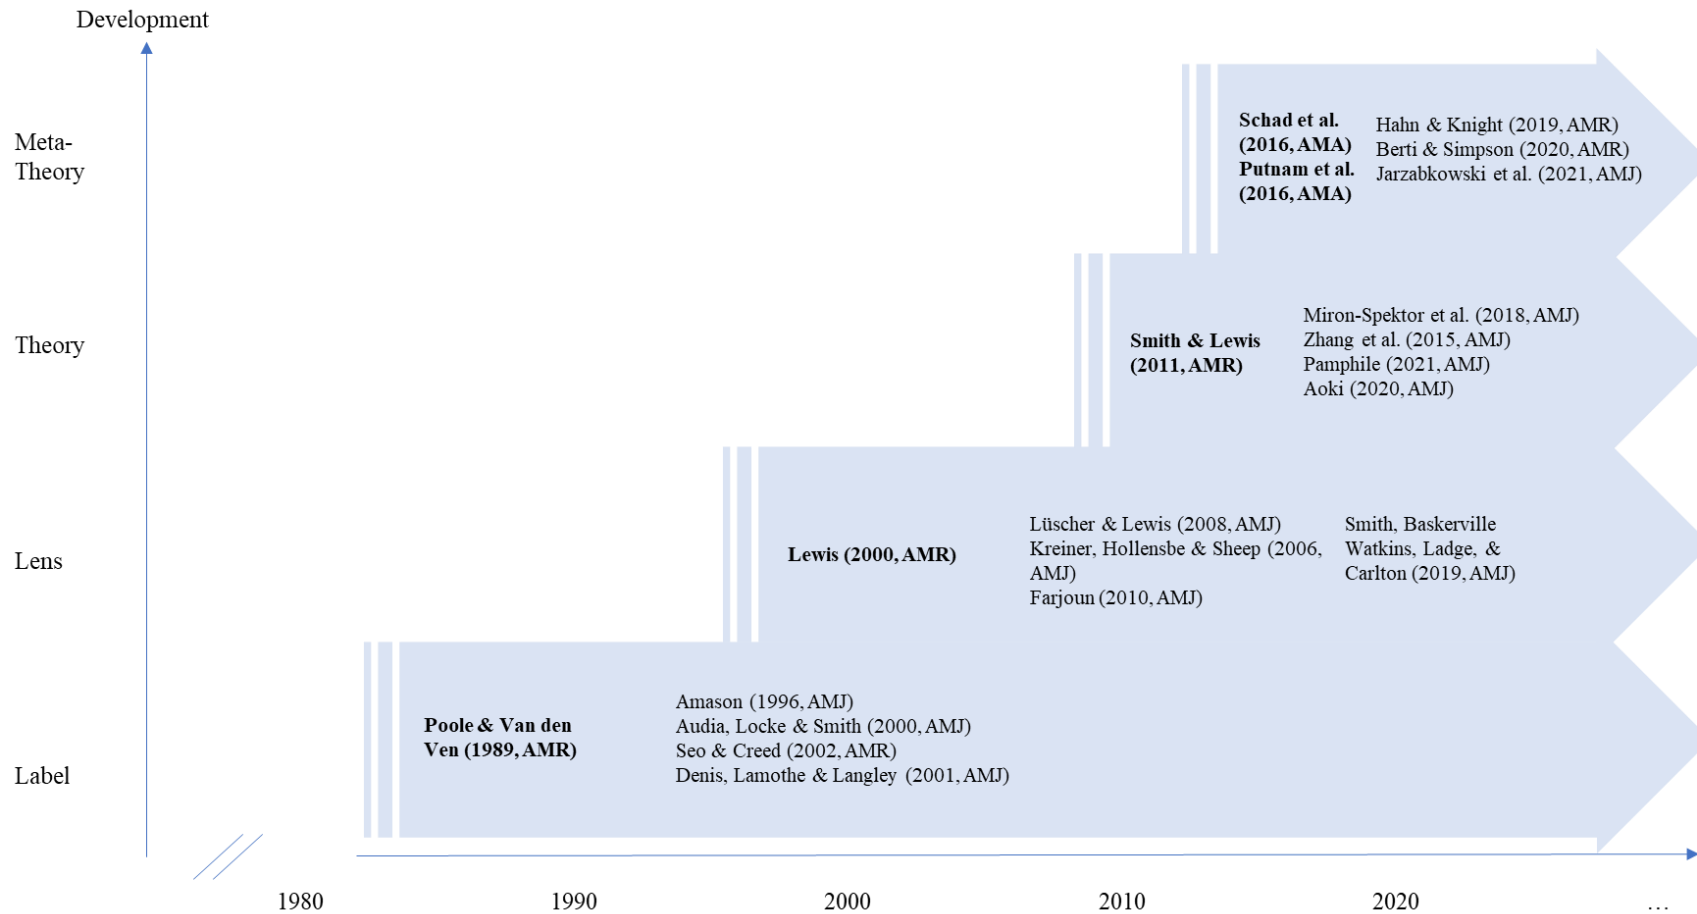 Development
Meta-
Theory
Schad et al.
(2016, AMA)
Putnam et al.
(2016, AMA)
Hahn & Knight (2019, AMR)
Berti & Simpson (2020, AMR)
Jarzabkowski et al. (2021, AMJ)
Theory
Smith & Lewis
(2011, AMR)
Miron-Spektor et al. (2018, AMJ)
Zhang et al. (2015, AMJ)
Pamphile (2021, AMJ)
Aoki (2020, AMJ)
Lens
Lewis (2000, AMR)
Lüscher & Lewis (2008, AMJ)
Kreiner, Hollensbe & Sheep (2006,
AMJ)
Farjoun (2010, AMJ)
Smith, Baskerville
Watkins, Ladge, &
Carlton (2019, AMJ)
Label
Poole & Van den
Ven (1989, AMR)
Amason (1996, AMJ)
Audia, Locke & Smith (2000, AMJ)
Seo & Creed (2002, AMR)
Denis, Lamothe & Langley (2001, AMJ)
1980 1990 2000 2010 2020 …